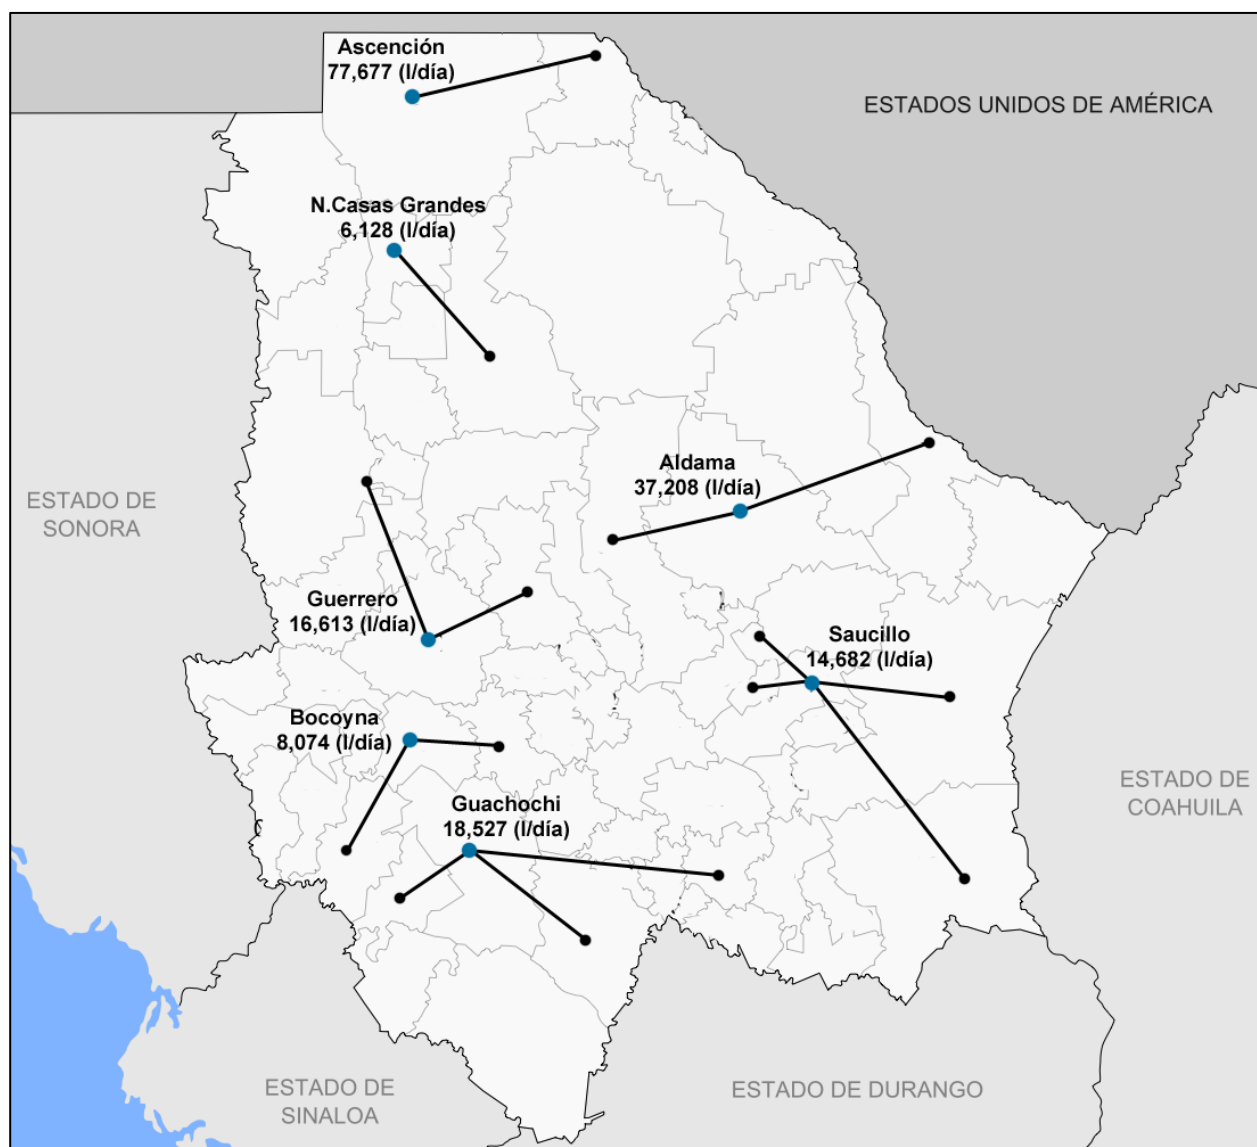 Ascención
77,677 (l/día)
ESTADOS UNIDOS DE AMÉRICA
N.Casas Grandes
6,128 (l/día)
Aldama
37,208 (l/día)
ESTADO DE
SONORA
Guerrero
16,613 (l/día)
Saucillo
14,682 (l/día)
Bocoyna
8,074 (l/día)
ESTADO DE
COAHUILA
Guachochi
18,527 (l/día)
ESTADO DE
SINALOA
ESTADO DE DURANGO